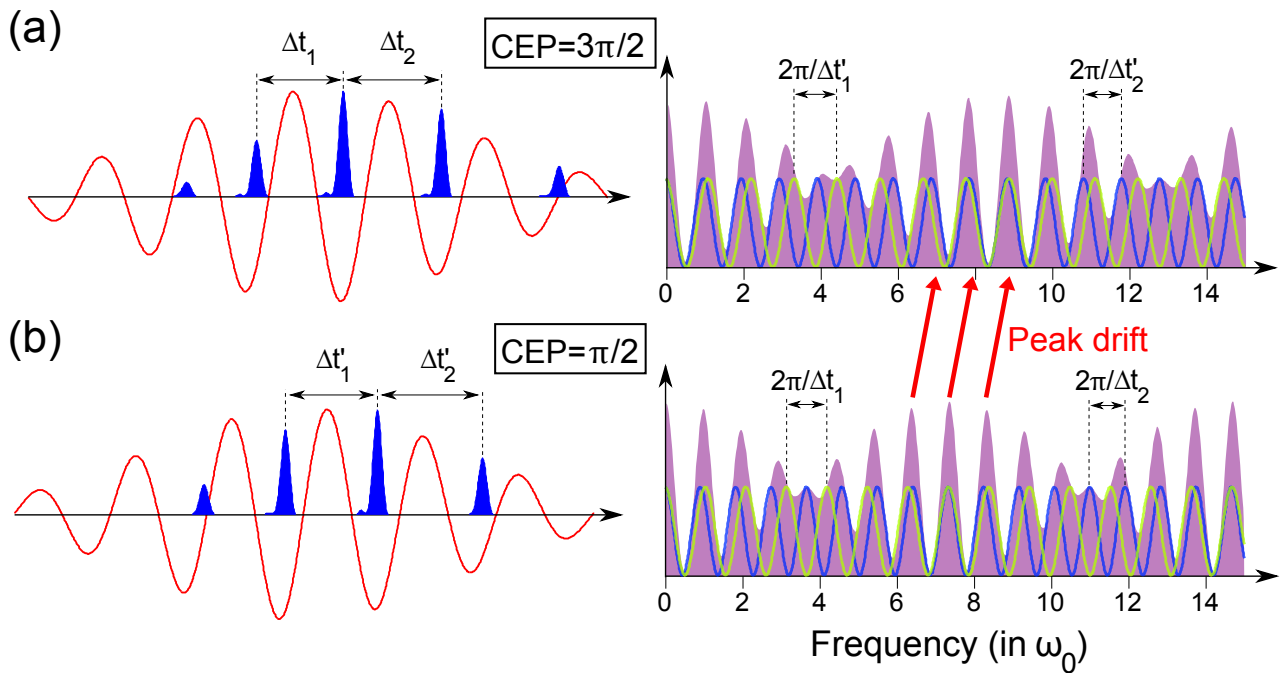 (a)
CEP=3π/2
Δt₁
Δt₂
2π/Δt'₁
2π/Δt'₂
0 2 4 6 8 10 12 14
Peak drift
(b)
CEP=π/2
Δt'₁
Δt'₂
2π/Δt₁
2π/Δt₂
0 2 4 6 8 10 12 14
Frequency (in ω₀)